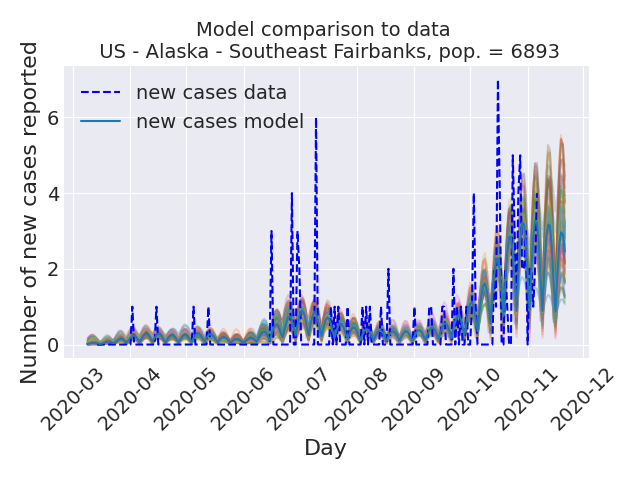 Model comparison to data
US - Alaska - Southeast Fairbanks, pop. = 6893
Number of new cases reported
new cases data
new cases model
6
4
2
0
2020-03
2020-04
2020-05
2020-06
2020-07
2020-08
2020-09
2020-10
2020-11
2020-12
Day